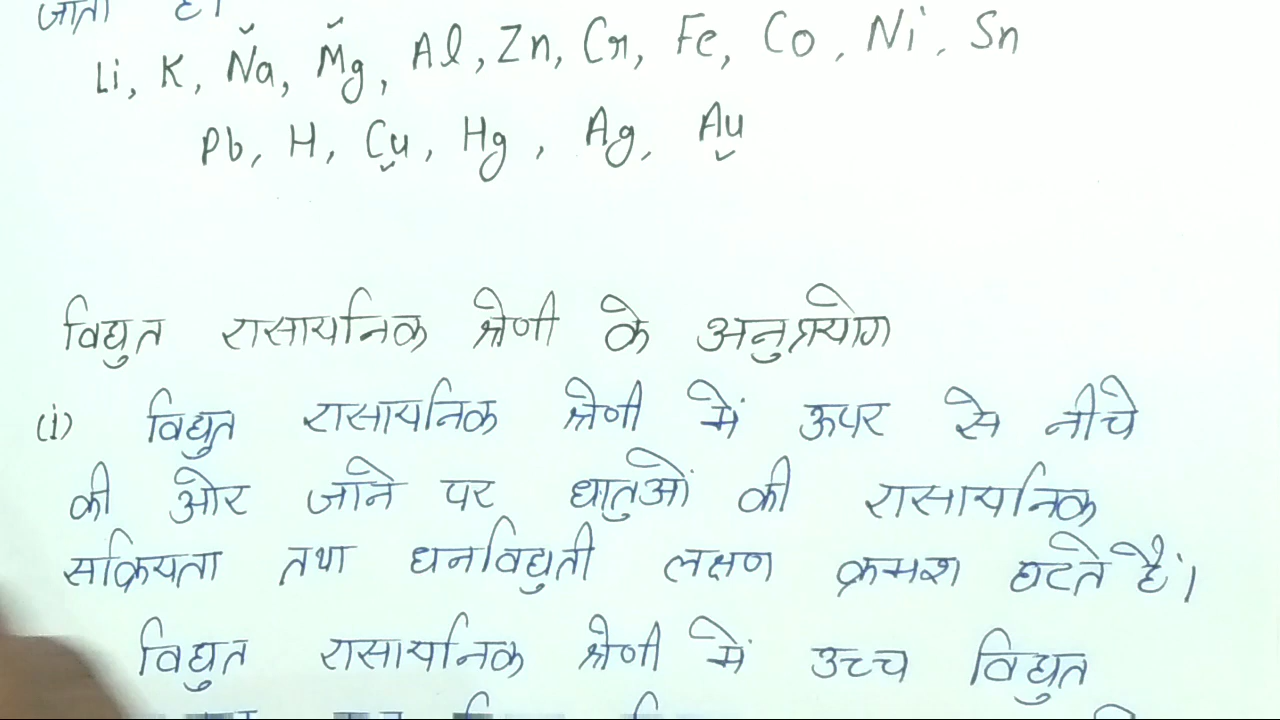 जाता है।
Li, K, Na, Mg, Al, Zn, Cr, Fe, Co, Ni, Sn
Pb, H, Cu, Hg, Ag, Au
विद्युत रासायनिक श्रेणी के अनुप्रयोग
(i) विद्युत रासायनिक श्रेणी में ऊपर से नीचे
की ओर जाने पर धातुओं की रासायनिक
सक्रियता तथा धनविद्युती लक्षण क्रमश घटते हैं।
विद्युत रासायनिक श्रेणी में उच्च विद्युत